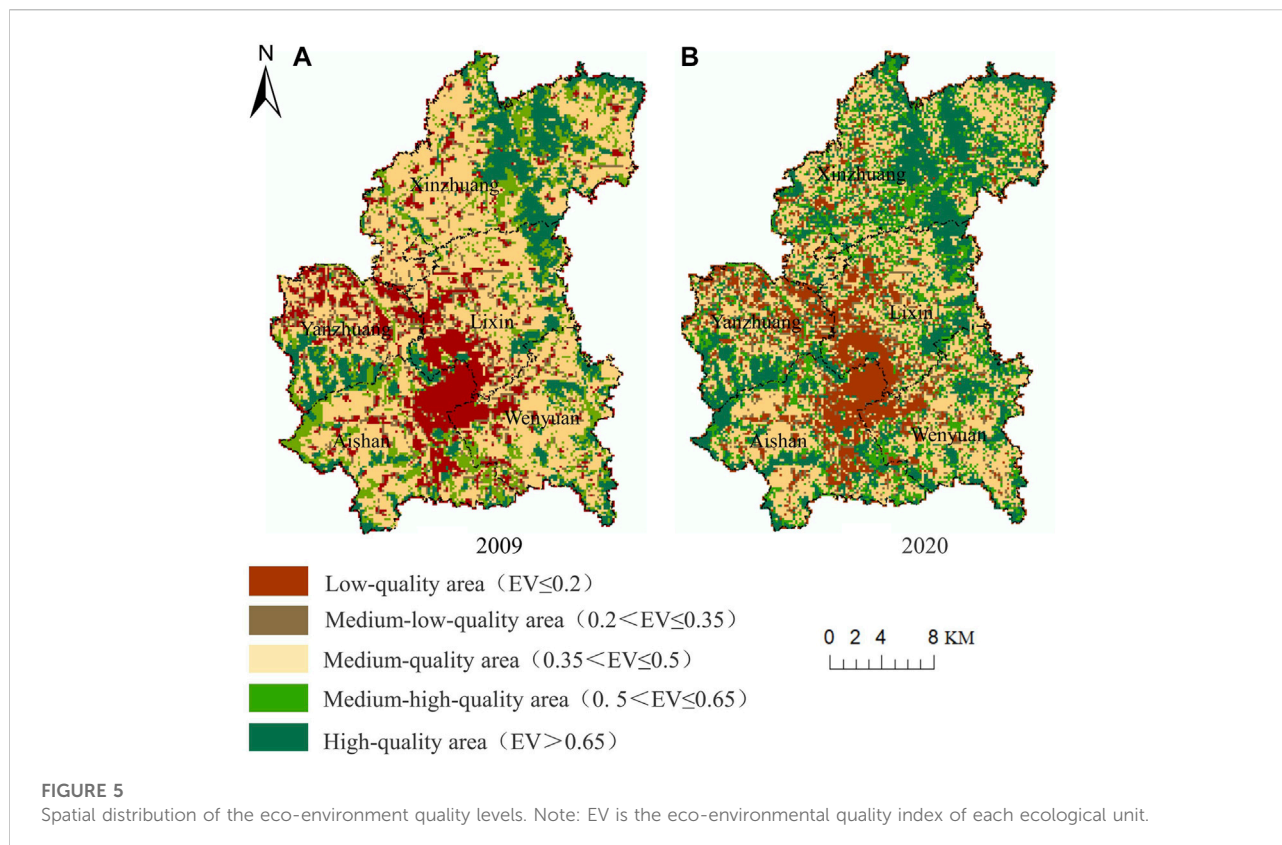 N
A
B
Xinzhuang
Yanzhuang
Lixin
Wenyuan
Aishan
Xinzhuang
Yanzhuang
Lixin
Wenyuan
Aishan
2009
2020
Low-quality area（EV≤0.2）
Medium-low-quality area（0.2＜EV≤0.35）
Medium-quality area（0.35＜EV≤0.5）
Medium-high-quality area（0. 5＜EV≤0.65）
High-quality area（EV＞0.65）
0 2 4 8 KM
FIGURE 5
Spatial distribution of the eco-environment quality levels. Note: EV is the eco-environmental quality index of each ecological unit.